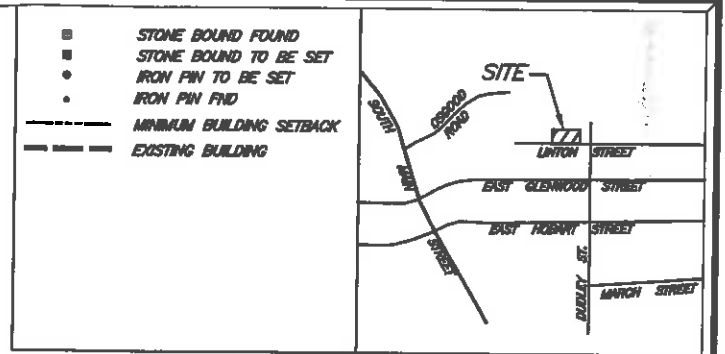 STONE BOUND FOUND
STONE BOUND TO BE SET
IRON PIN TO BE SET
IRON PIN FND
MINIMUM BUILDING SETBACK
EXISTING BUILDING
SITE
SOUTH MAIN STREET
OSGOOD ROAD
LINTON STREET
EAST GLENWOOD STREET
EAST HOBART STREET
DUDLEY ST.
MARCH STREET